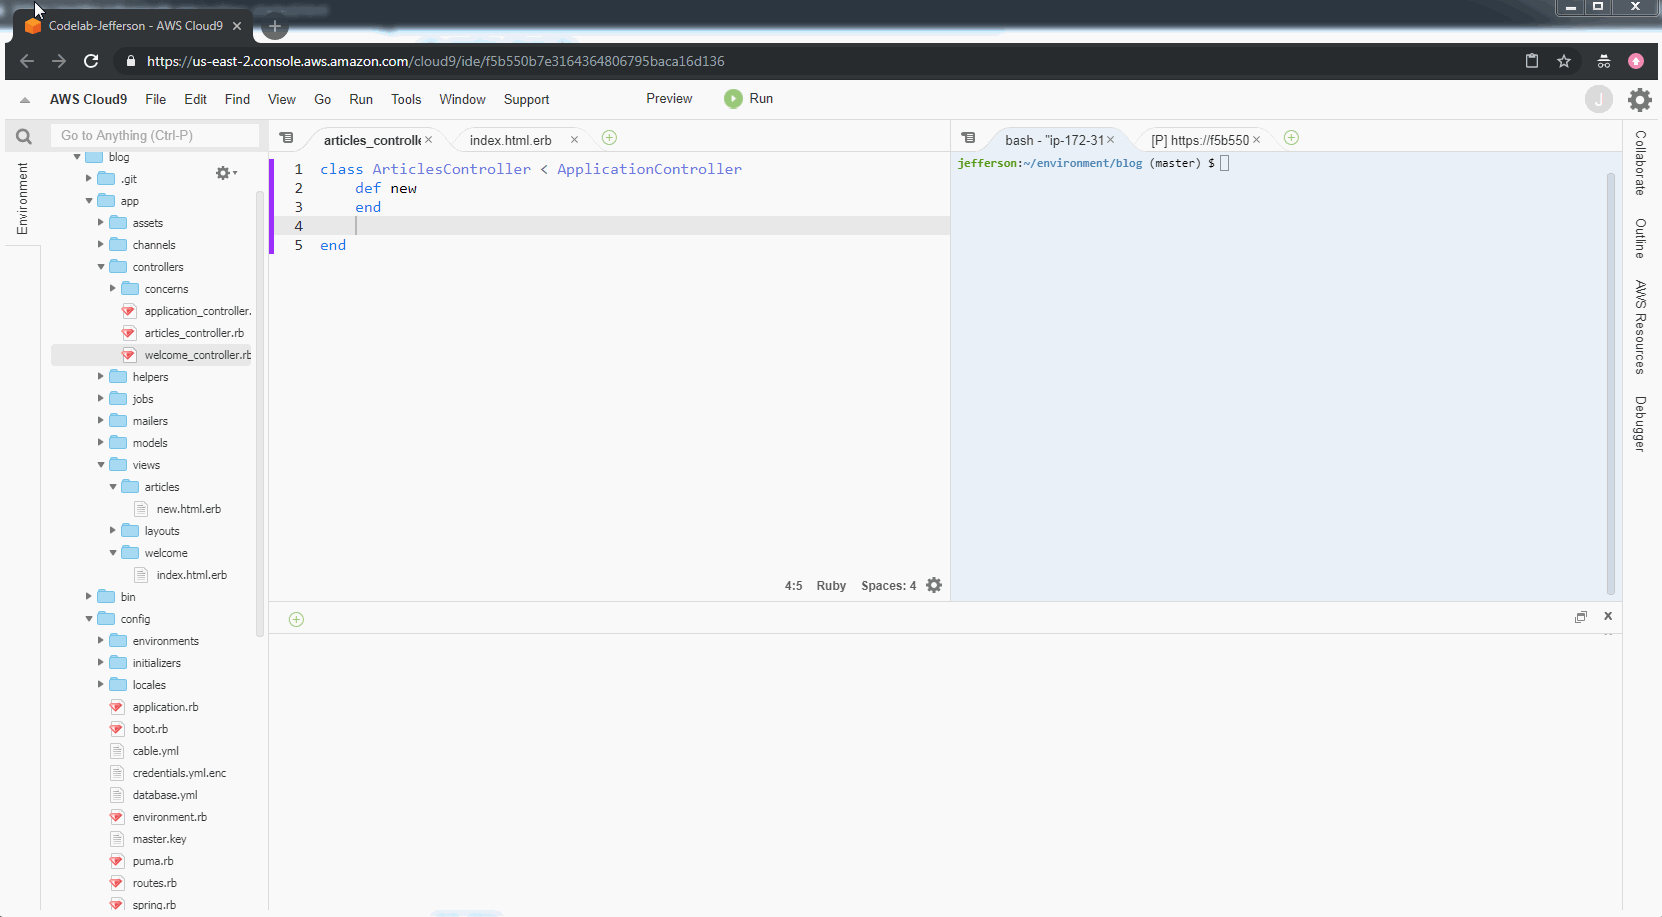 Codelab-Jefferson - AWS Cloud9
https://us-east-2.console.aws.amazon.com/cloud9/ide/f5b550b7e3164364806795baca16d136
AWS Cloud9 File Edit Find View Go Run Tools Window Support Preview Run J
Go to Anything (Ctrl-P)
Environment
blog
.git
app
assets
channels
controllers
concerns
application_controller.
articles_controller.rb
welcome_controller.rb
helpers
jobs
mailers
models
views
articles
new.html.erb
layouts
welcome
index.html.erb
bin
config
environments
initializers
locales
application.rb
boot.rb
cable.yml
credentials.yml.enc
database.yml
environment.rb
master.key
puma.rb
routes.rb
spring.rb
articles_controlle index.html.erb
1 class ArticlesController < ApplicationController
2 def new
3 end
4
5 end
4:5 Ruby Spaces: 4
bash - "ip-172-31 [P] https://f5b550
jefferson:~/environment/blog (master) $
Collaborate
Outline
AWS Resources
Debugger